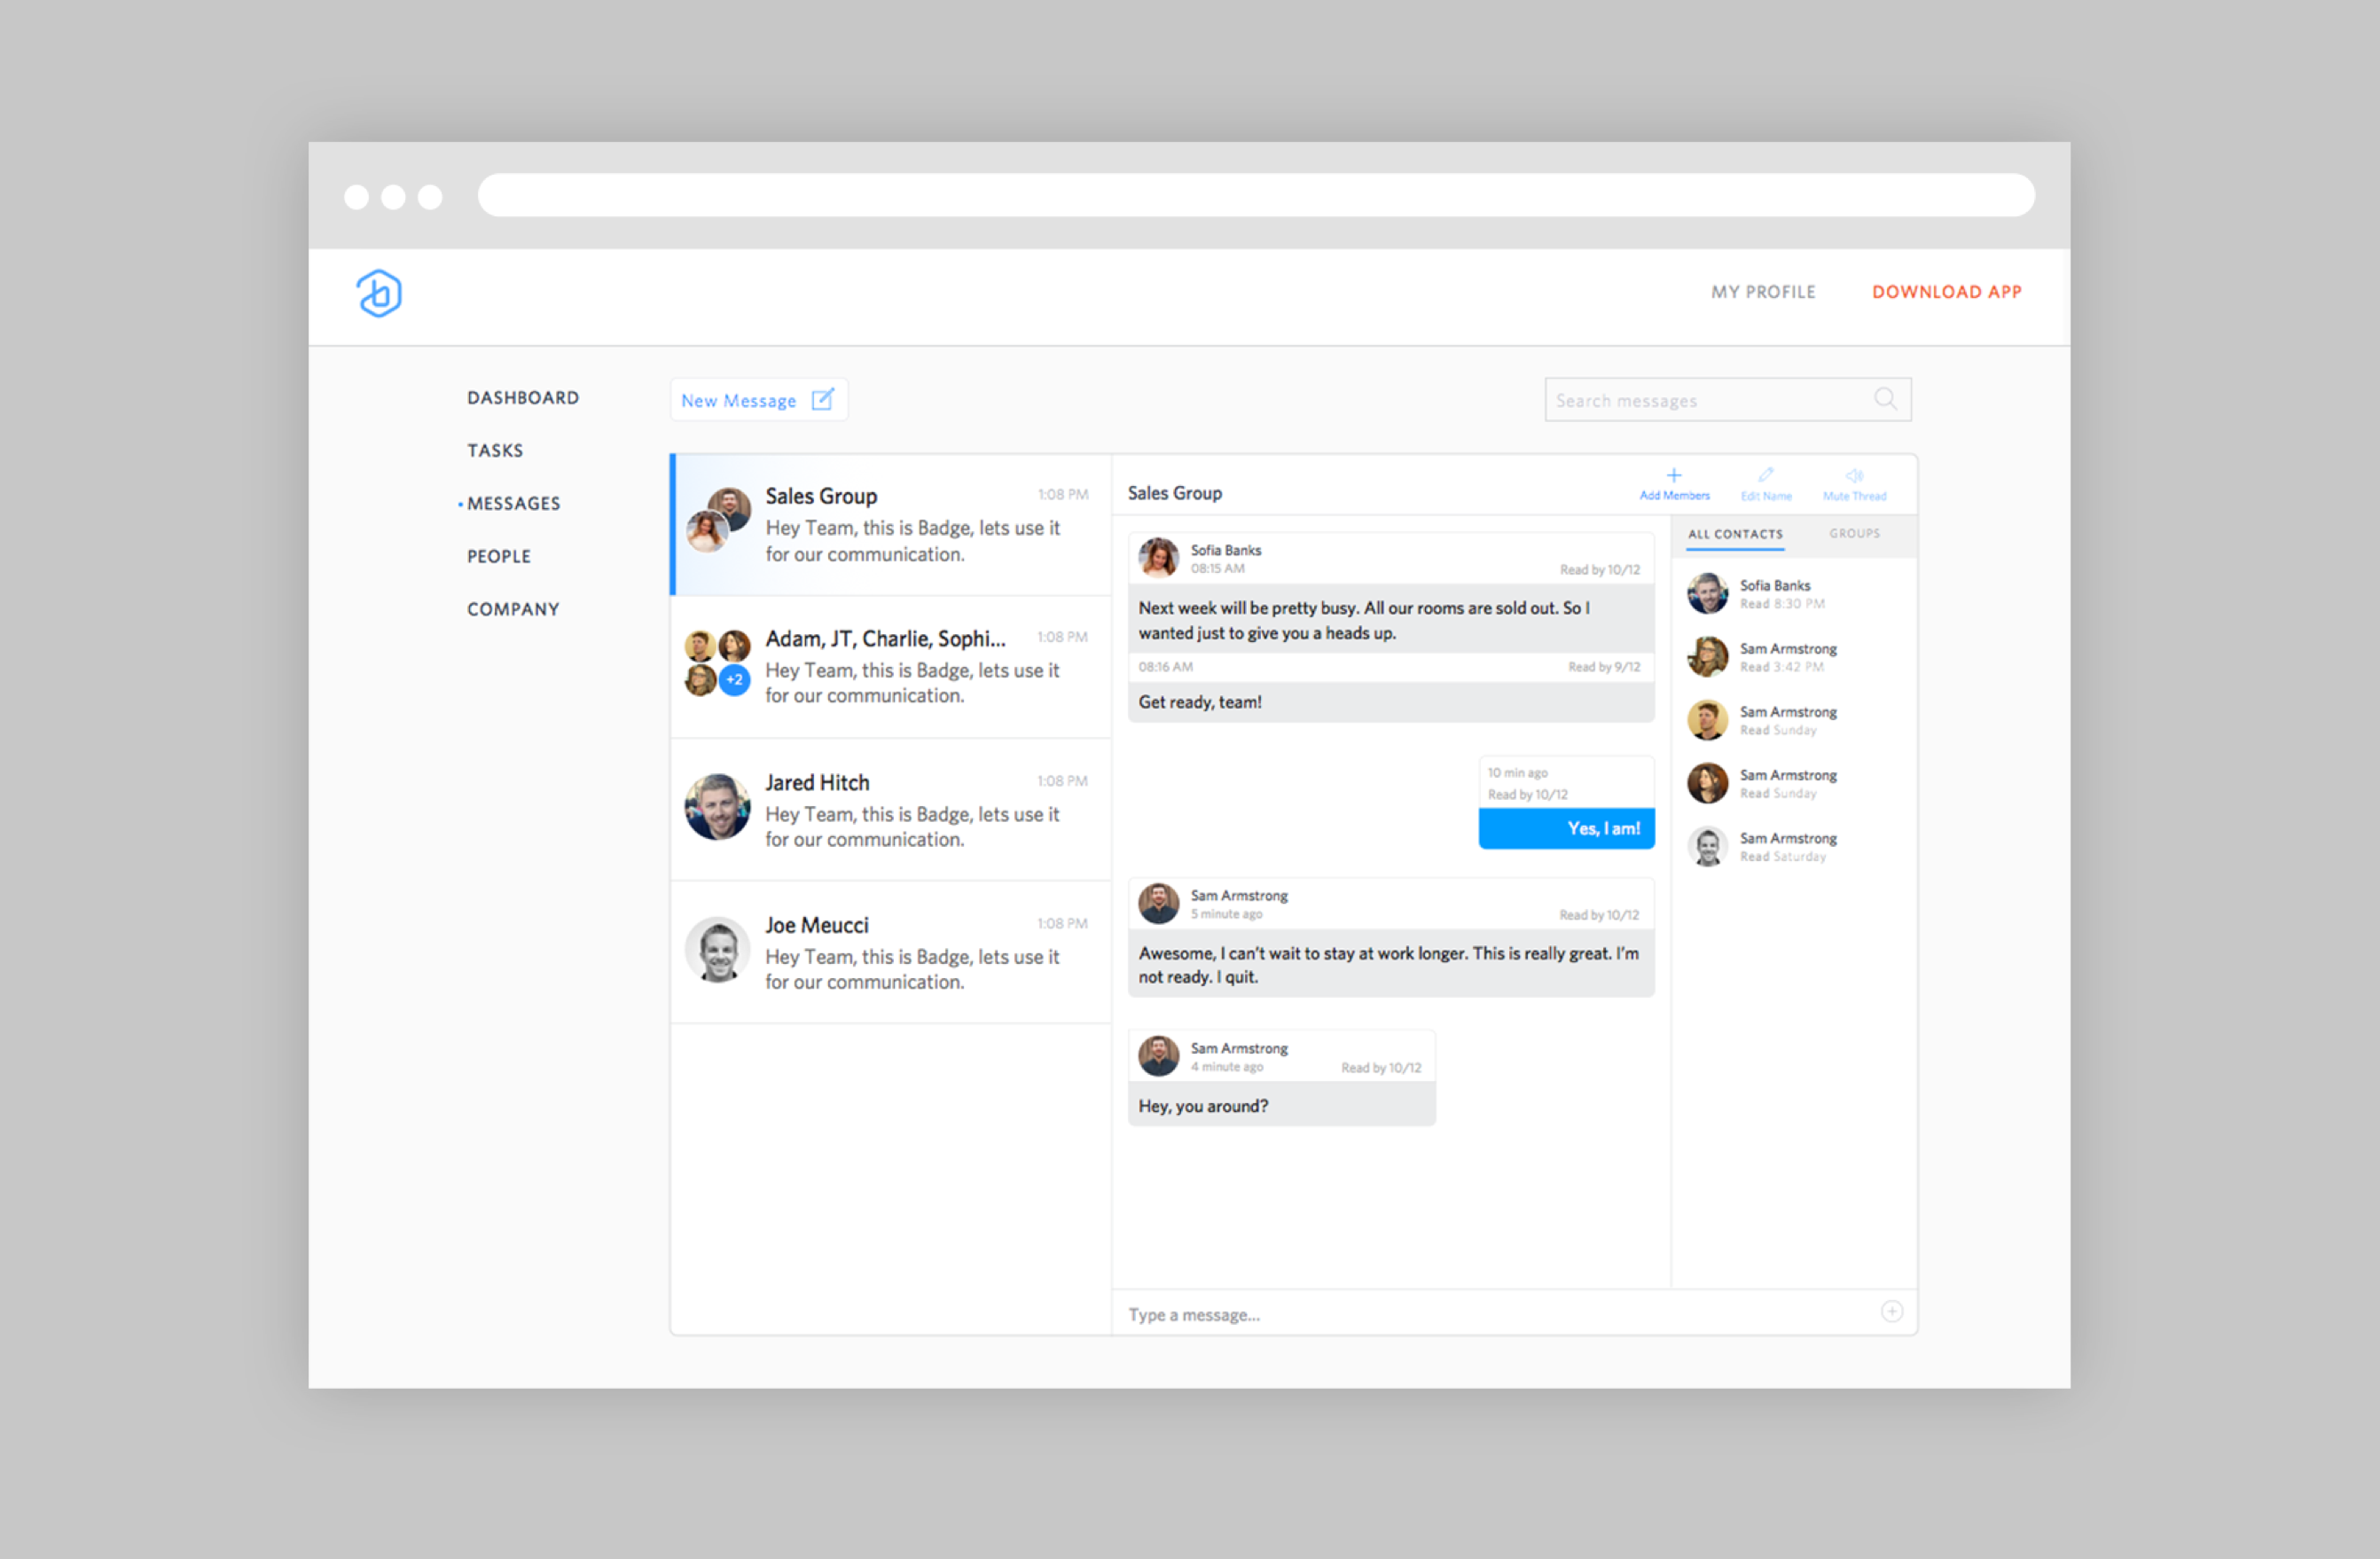 MY PROFILE
DOWNLOAD APP
DASHBOARD
TASKS
MESSAGES
PEOPLE
COMPANY
New Message
Search messages
Sales Group
1:08 PM
Hey Team, this is Badge, lets use it
for our communication.
Adam, JT, Charlie, Sophi...
1:08 PM
Hey Team, this is Badge, lets use it
for our communication.
+2
Jared Hitch
1:08 PM
Hey Team, this is Badge, lets use it
for our communication.
Joe Meucci
1:08 PM
Hey Team, this is Badge, lets use it
for our communication.
Sales Group
Add Members
Edit Name
Mute Thread
Sofia Banks
08:15 AM
Read by 10/12
Next week will be pretty busy. All our rooms are sold out. So I
wanted just to give you a heads up.
08:16 AM
Read by 9/12
Get ready, team!
10 min ago
Read by 10/12
Yes, I am!
Sam Armstrong
5 minute ago
Read by 10/12
Awesome, I can't wait to stay at work longer. This is really great. I'm
not ready. I quit.
Sam Armstrong
4 minute ago
Read by 10/12
Hey, you around?
Type a message...
ALL CONTACTS
GROUPS
Sofia Banks
Read 8:30 PM
Sam Armstrong
Read 3:42 PM
Sam Armstrong
Read Sunday
Sam Armstrong
Read Sunday
Sam Armstrong
Read Saturday